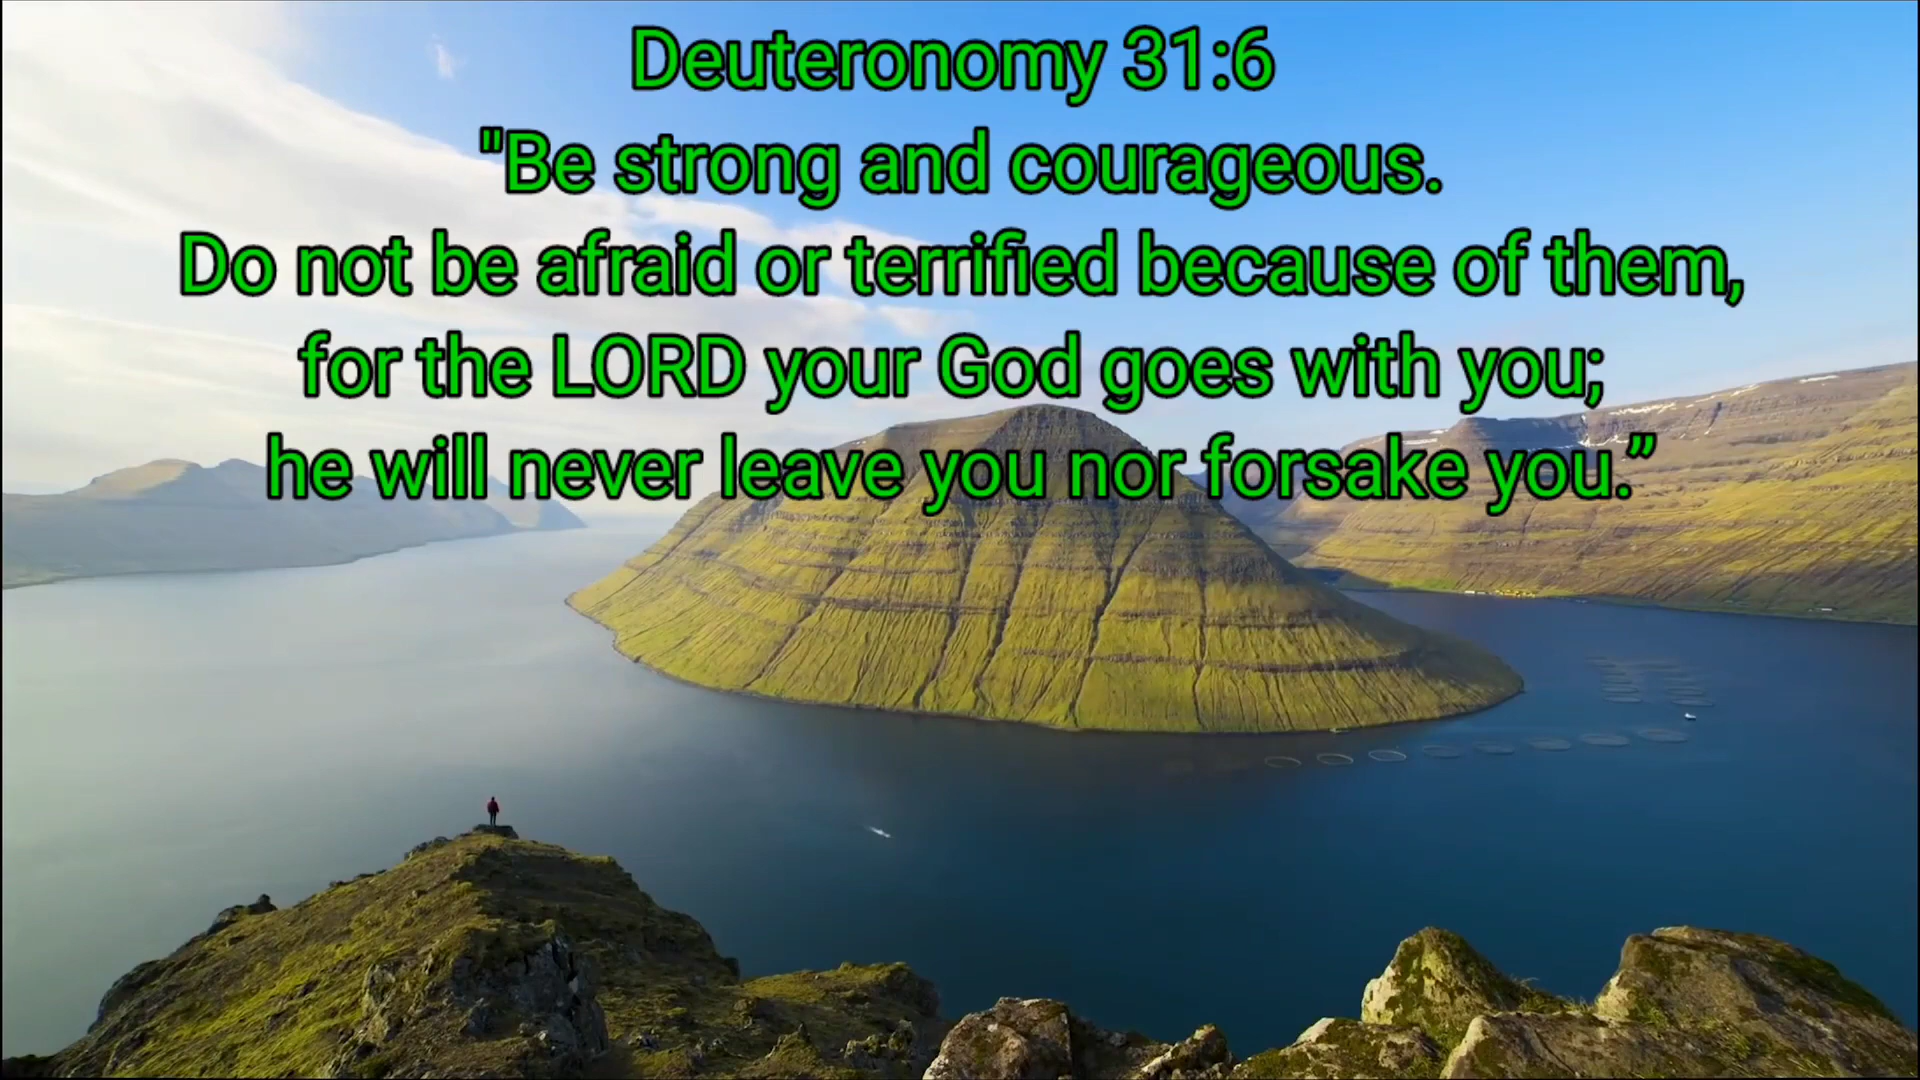 Deuteronomy 31:6
"Be strong and courageous.
Do not be afraid or terrified because of them,
for the LORD your God goes with you;
he will never leave you nor forsake you.”